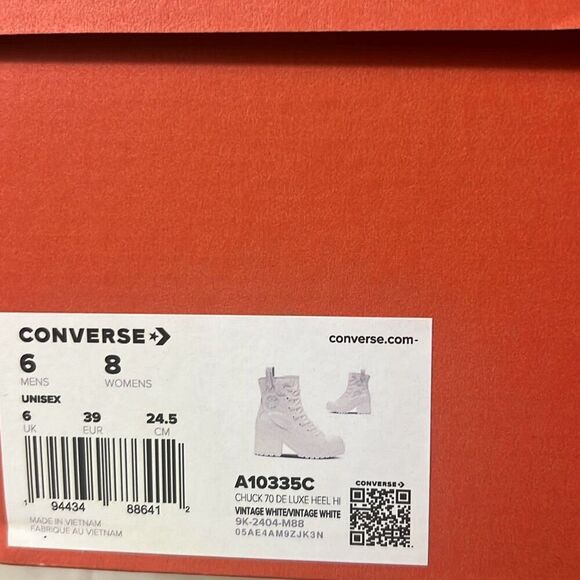 CONVERSE
converse.com-
6 8
MENS WOMENS
UNISEX
6 39 24.5
UK EUR CM
1 94434 88641 2
MADE IN VIETNAM
FABRIQUE AU VIETNAM
A10335C
CHUCK 70 DE LUXE HEEL HI
VINTAGE WHITE/VINTAGE WHITE
9K-2404-M88
05AE4AM9ZJK3N
CONVERSE